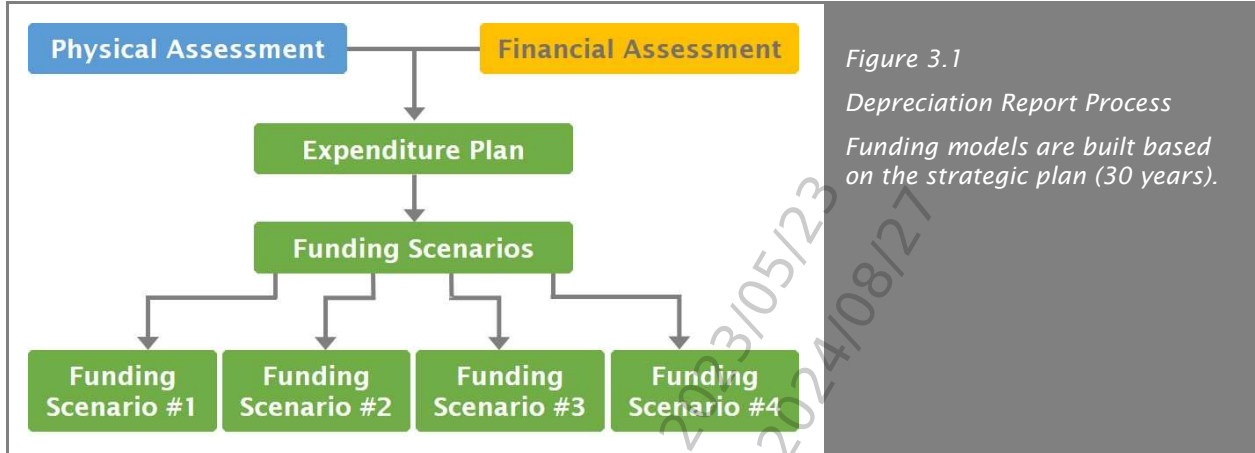 Physical Assessment
Financial Assessment
Expenditure Plan
Funding Scenarios
Funding
Scenario #1
Funding
Scenario #2
Funding
Scenario #3
Funding
Scenario #4
Figure 3.1
Depreciation Report Process
Funding models are built based
on the strategic plan (30 years).
2023/05/23
2024/08/27